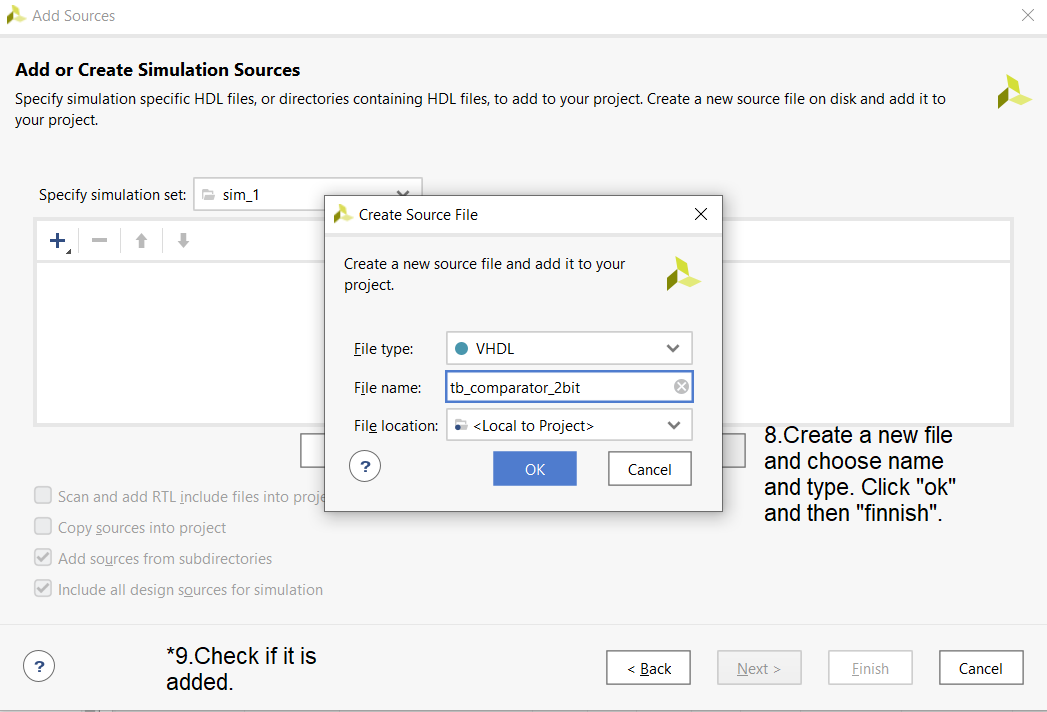 Add Sources
Add or Create Simulation Sources
Specify simulation specific HDL files, or directories containing HDL files, to add to your project. Create a new source file on disk and add it to
your project.
Specify simulation set: sim_1
Create Source File
Create a new source file and add it to your
project.
File type: VHDL
File name: tb_comparator_2bit
File location: <Local to Project>
? OK Cancel
8.Create a new file
and choose name
and type. Click "ok"
and then "finnish".
Scan and add RTL include files into proje
Copy sources into project
Add sources from subdirectories
Include all design sources for simulation
*9.Check if it is
added.
? < Back Next > Finish Cancel